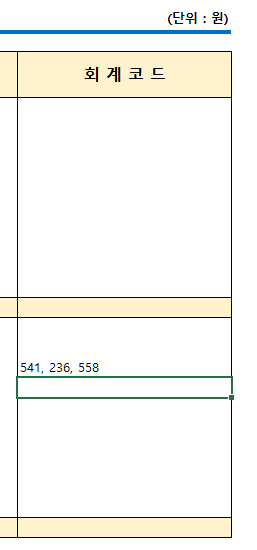 (단위 : 원)
회 계 코 드
541, 236, 558